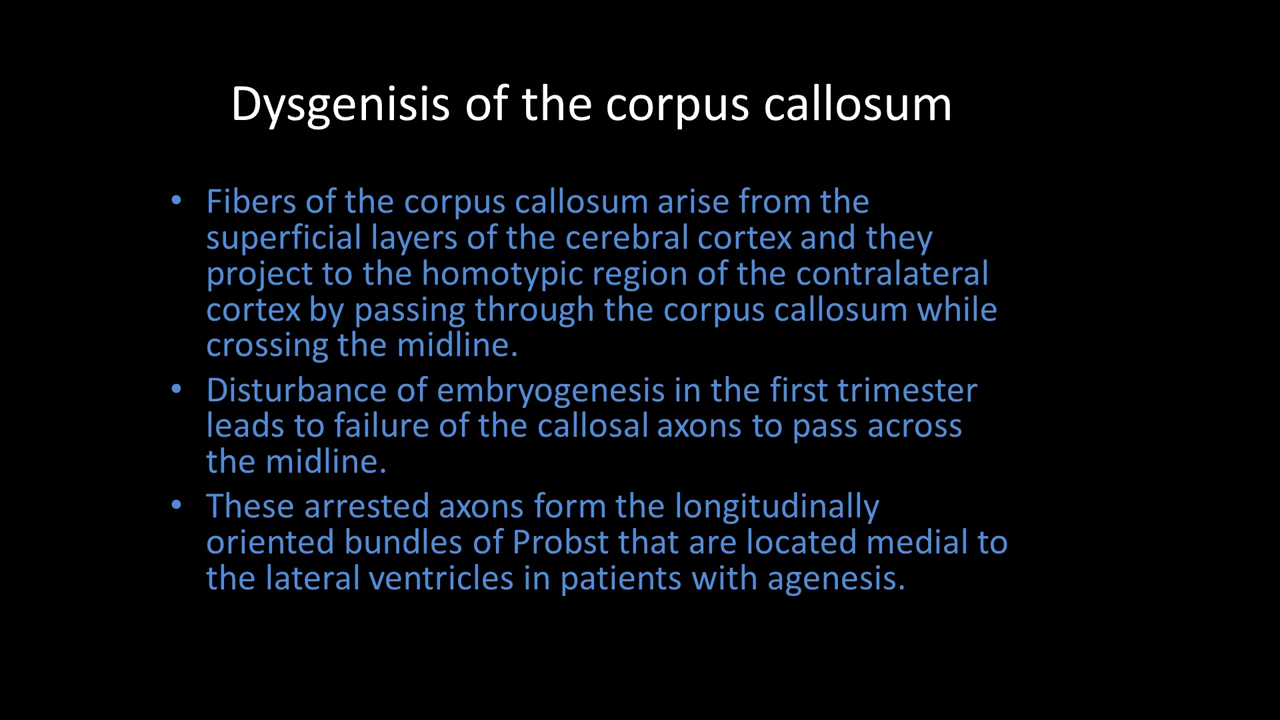 Dysgenisis of the corpus callosum
• Fibers of the corpus callosum arise from the
superficial layers of the cerebral cortex and they
project to the homotypic region of the contralateral
cortex by passing through the corpus callosum while
crossing the midline.
• Disturbance of embryogenesis in the first trimester
leads to failure of the callosal axons to pass across
the midline.
• These arrested axons form the longitudinally
oriented bundles of Probst that are located medial to
the lateral ventricles in patients with agenesis.